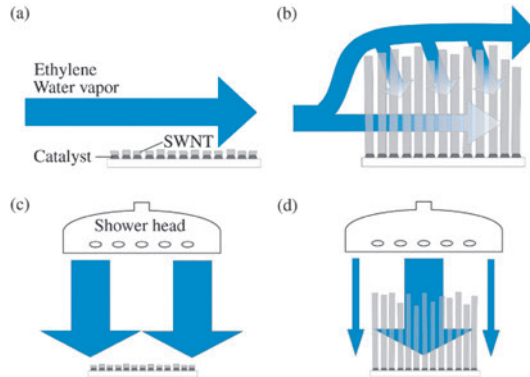 (a)
(b)
Ethylene
Water vapor
SWNT
Catalyst
(c)
(d)
Shower head